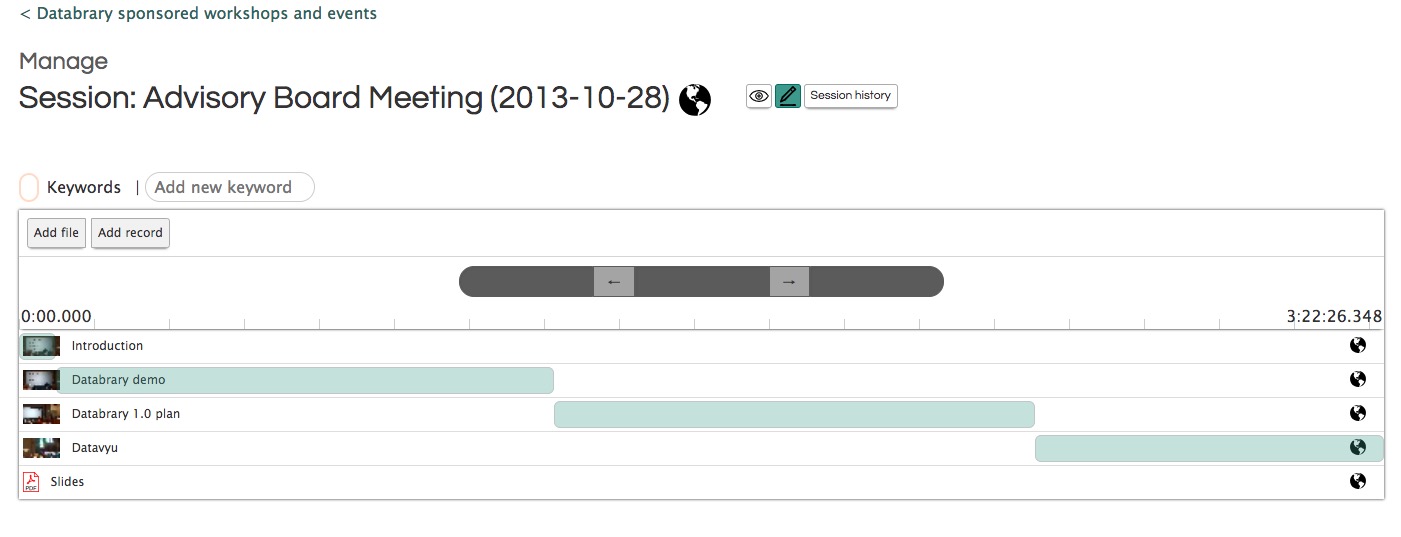 < Databrary sponsored workshops and events
Manage
Session: Advisory Board Meeting (2013-10-28)
Session history
Keywords | Add new keyword
Add file Add record
← →
0:00.000 3:22:26.348
Introduction
Databrary demo
Databrary 1.0 plan
Datavyu
PDF Slides